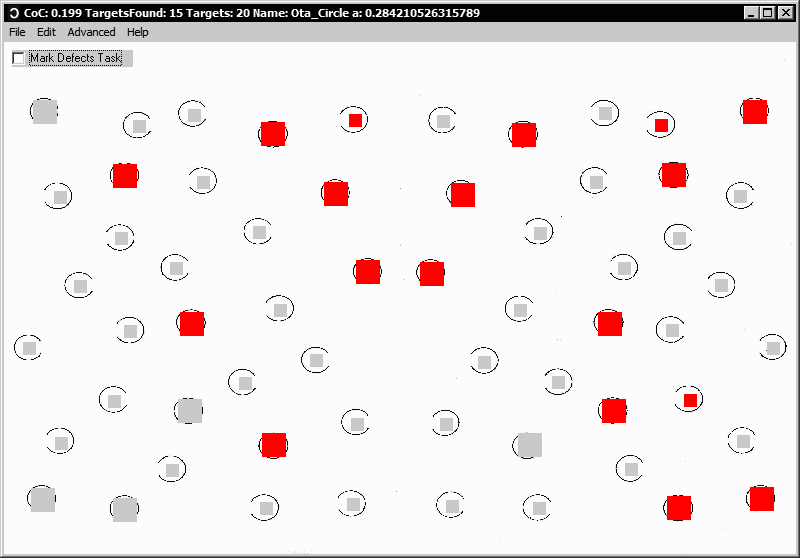 CoC: 0.199 TargetsFound: 15 Targets: 20 Name: Ota_Circle a: 0.284210526315789
File Edit Advanced Help
Mark Defects Task